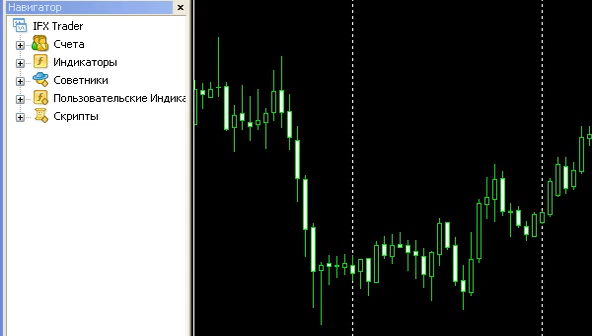 Навигатор
IFX Trader
Счета
Индикаторы
Советники
Пользовательские Индика
Скрипты